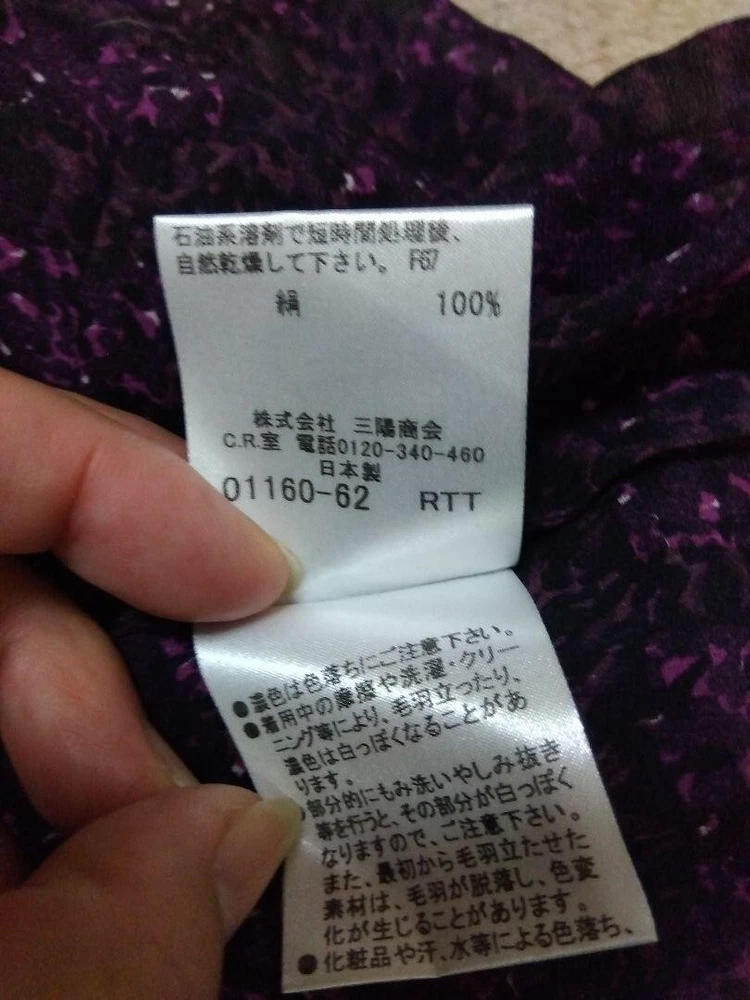 石油系溶剤で短時間処理後、
自然乾燥して下さい。 F67
絹 100%
株式会社 三陽商会
C.R.室 電話0120-340-460
日本製
01160-62 RTT
●濃色は色落ちにご注意下さい。
●着用中の摩擦や洗濯・クリー
ニング等により、毛羽立ったり、
濃色は白っぽくなることがあ
ります。
●部分的にもみ洗いやしみ抜き
等を行うと、その部分が白っぽく
なりますので、ご注意下さい。
また、最初から毛羽立たせた
素材は、毛羽が脱落し、色変
化が生じることがあります。
●化粧品や汗、水等による色落ち、